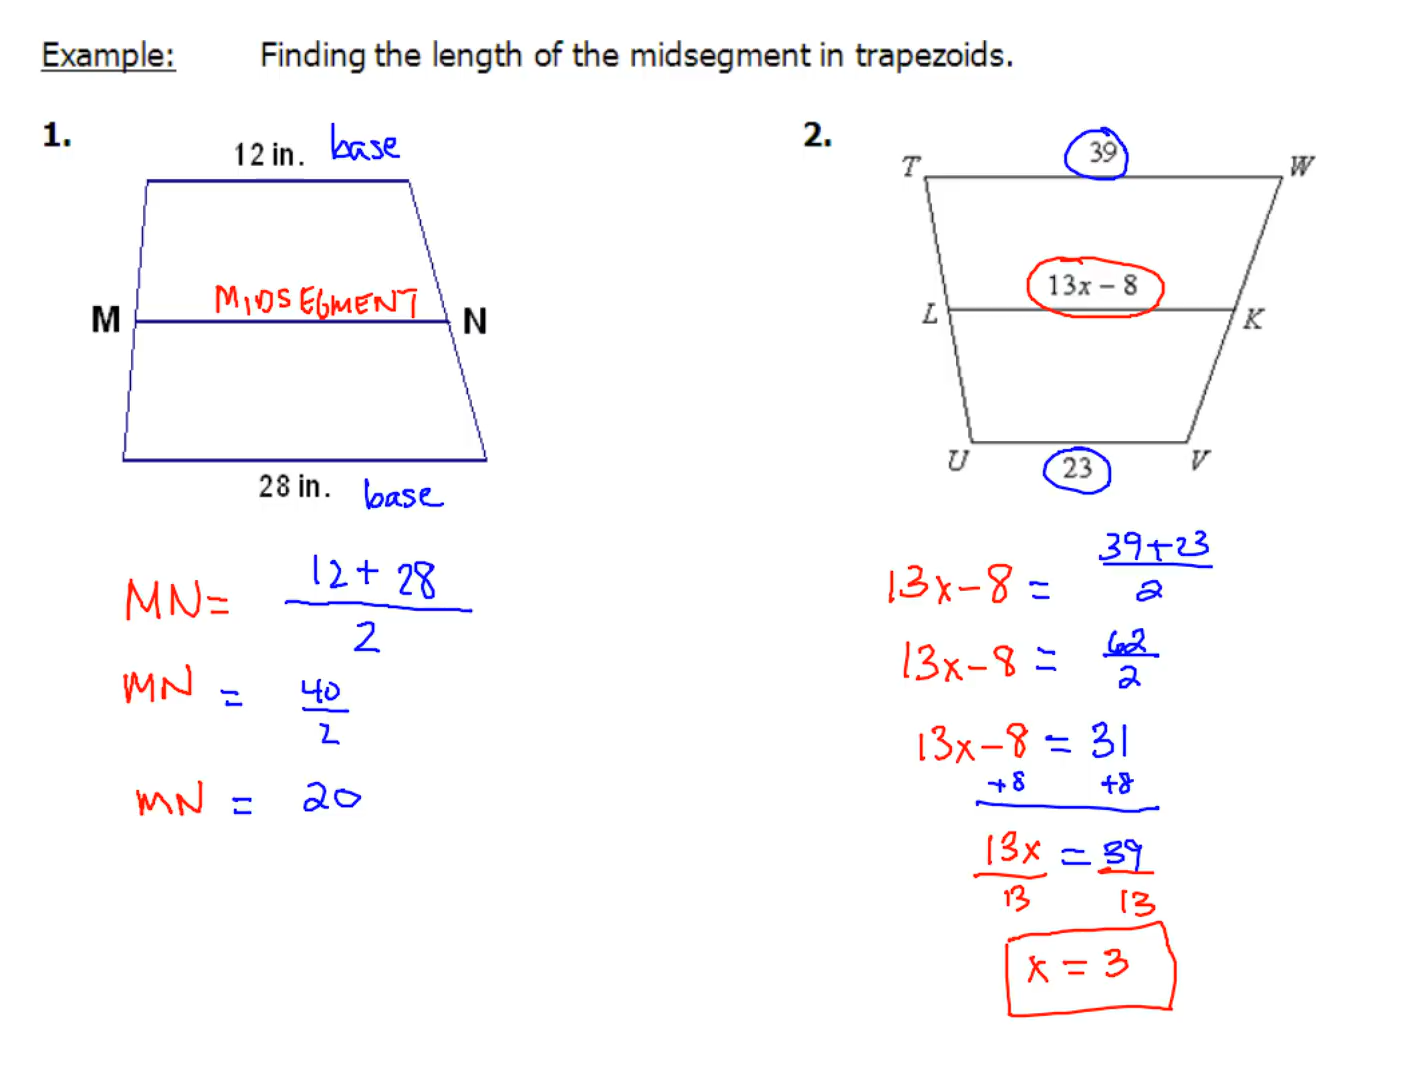 Example: Finding the length of the midsegment in trapezoids.
1.
12 in. base
MIDSEGMENT
M N
28 in. base
MN = 12 + 28
2
MN = 40
2
MN = 20
2.
39
T W
13x – 8
L K
U V
23
13x – 8 = 39+23
2
13x – 8 = 62
2
13x – 8 = 31
+8 +8
13x = 39
13 13
x = 3